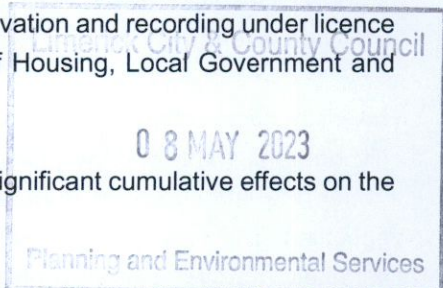 vation and recording under licence
Limerick City & County Council
f Housing, Local Government and
0 8 MAY 2023
ignificant cumulative effects on the
Planning and Environmental Services